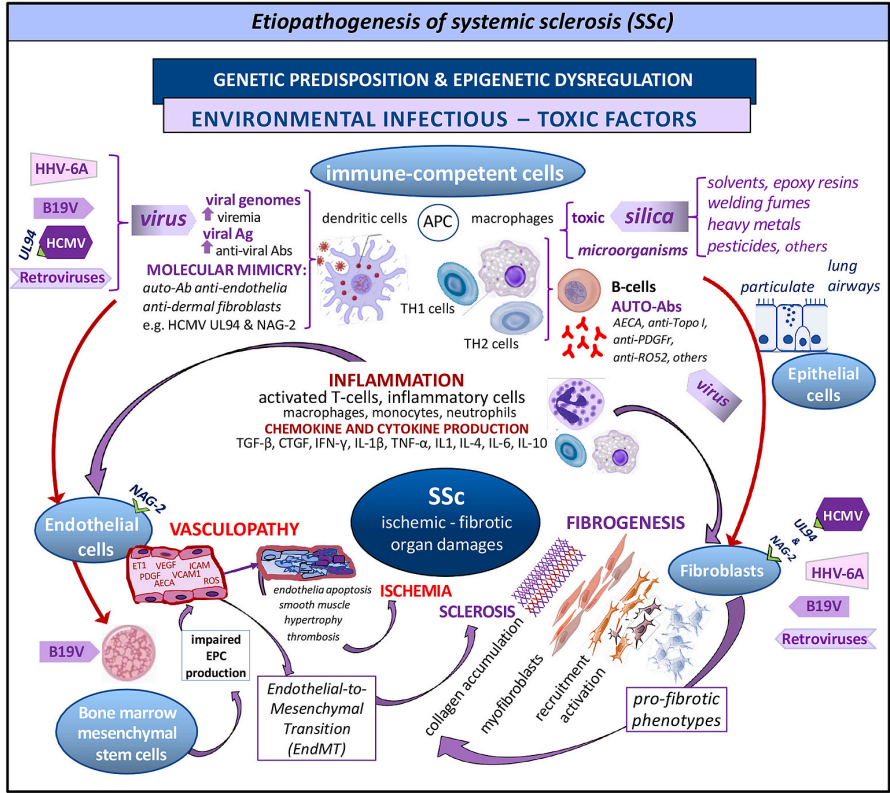 Etiopathogenesis of systemic sclerosis (SSc)
GENETIC PREDISPOSITION & EPIGENETIC DYSREGULATION
ENVIRONMENTAL INFECTIOUS – TOXIC FACTORS
immune-competent cells
HHV-6A
B19V
UL94
HCMV
Retroviruses
virus
viral genomes
viremia
viral Ag
anti-viral Abs
MOLECULAR MIMICRY:
auto-Ab anti-endothelia
anti-dermal fibroblasts
e.g. HCMV UL94 & NAG-2
dendritic cells
APC
macrophages
TH1 cells
TH2 cells
toxic
silica
microorganisms
solvents, epoxy resins
welding fumes
heavy metals
pesticides, others
B-cells
AUTO-Abs
AECA, anti-Topo I,
anti-PDGFr,
anti-RO52, others
particulate
lung
airways
Epithelial
cells
virus
INFLAMMATION
activated T-cells, inflammatory cells
macrophages, monocytes, neutrophils
CHEMOKINE AND CYTOKINE PRODUCTION
TGF-β, CTGF, IFN-γ, IL-1β, TNF-α, IL1, IL-4, IL-6, IL-10
SSc
ischemic - fibrotic
organ damages
NAG-2
Endothelial
cells
VASCULOPATHY
ET1 VEGF ICAM
PDGF VCAM1
AECA ROS
endothelia apoptosis
smooth muscle
hypertrophy
thrombosis
ISCHEMIA
B19V
impaired
EPC
production
Bone marrow
mesenchymal
stem cells
Endothelial-to-
Mesenchymal
Transition
(EndMT)
SCLEROSIS
FIBROGENESIS
collagen accumulation
myofibroblasts
recruitment
activation
pro-fibrotic
phenotypes
Fibroblasts
UL94
&
NAG-2
HCMV
HHV-6A
B19V
Retroviruses